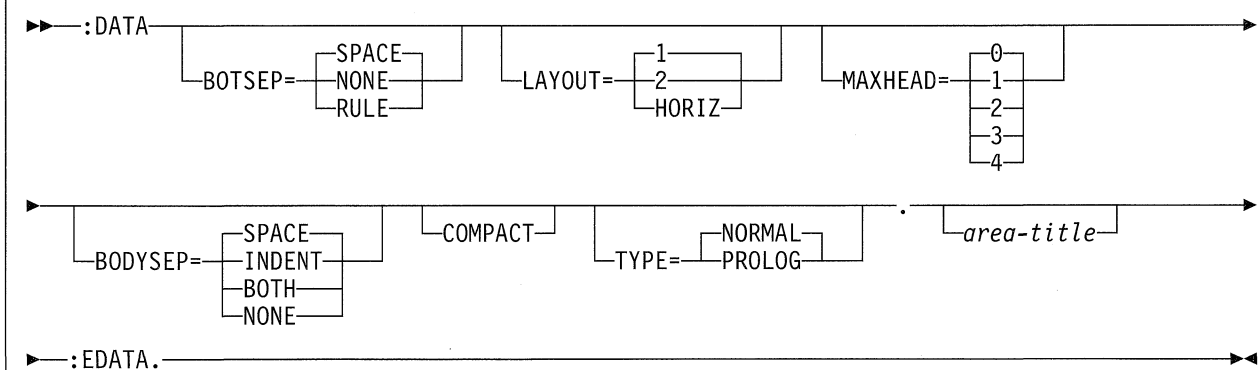 :DATA
BOTSEP=
SPACE
NONE
RULE
LAYOUT=
1
2
HORIZ
MAXHEAD=
0
1
2
3
4
BODYSEP=
SPACE
INDENT
BOTH
NONE
COMPACT
TYPE=
NORMAL
PROLOG
.
area-title
:EDATA.